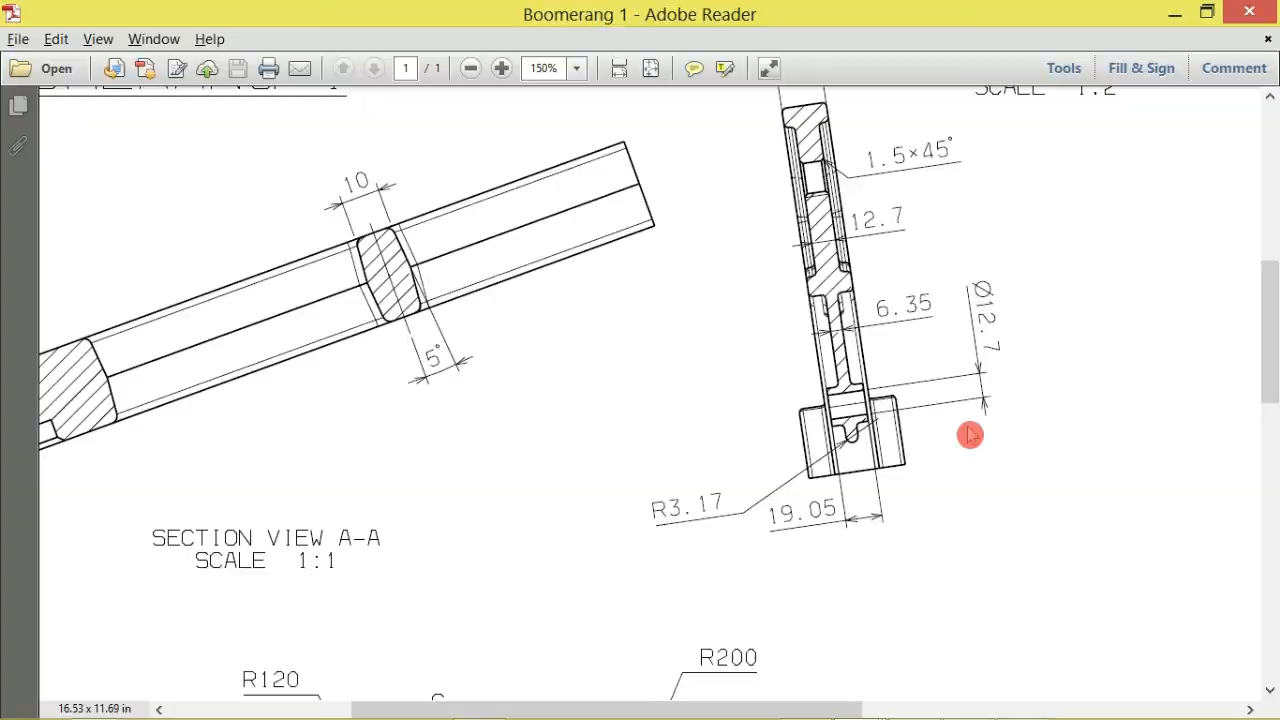 Boomerang 1 - Adobe Reader
File Edit View Window Help
Open 1 / 1 150% Tools Fill & Sign Comment
SCALE 1:2
1.5×45°
10
12.7
6.35
Ø12.7
5°
R3.17
19.05
SECTION VIEW A-A
SCALE 1:1
R200
R120
16.53 x 11.69 in